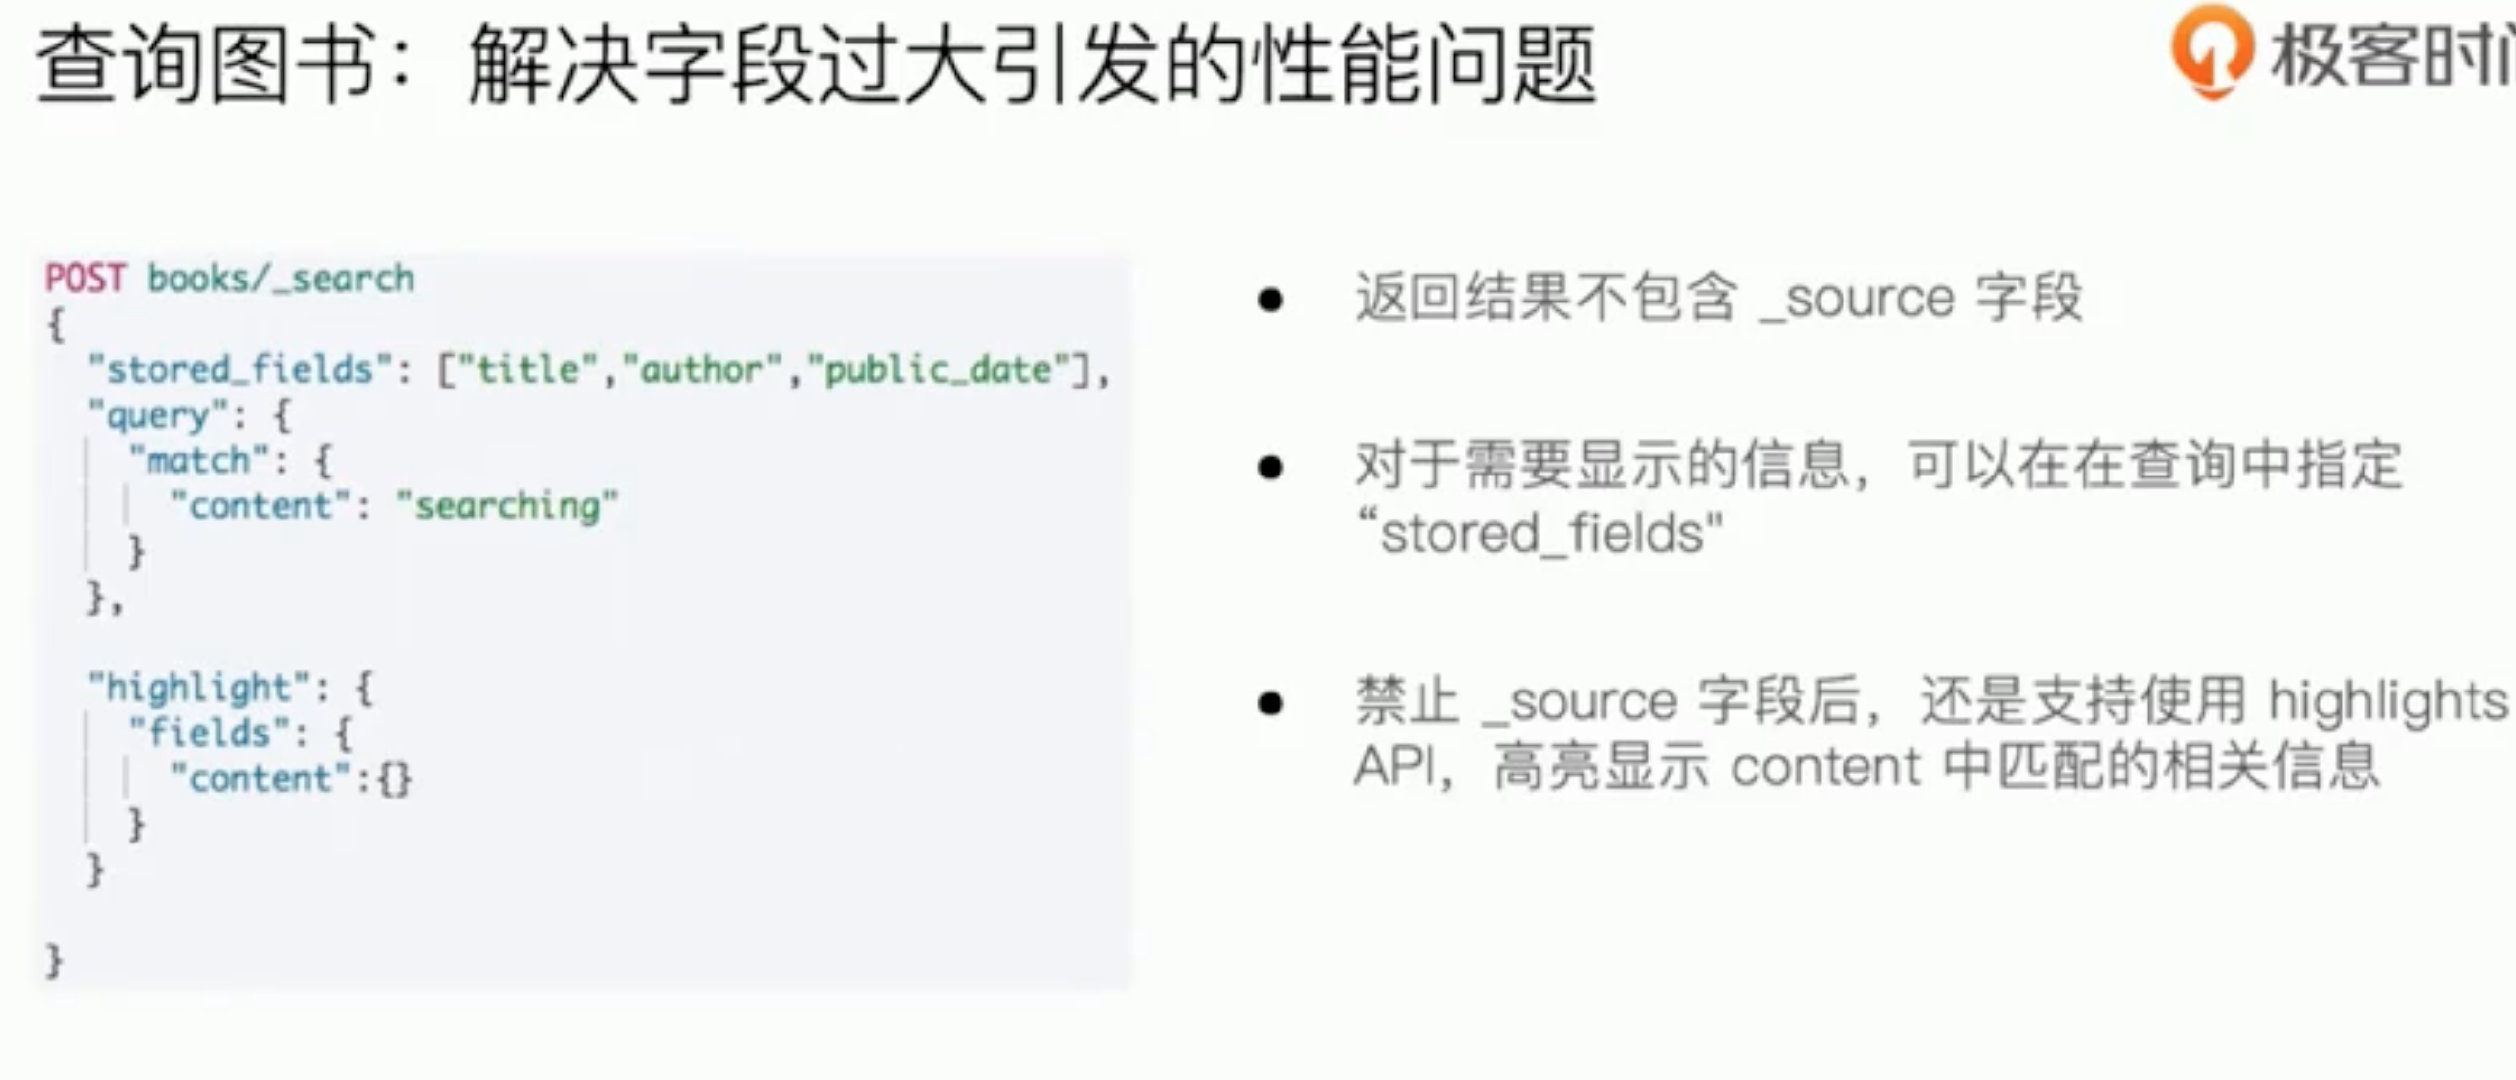 查询图书：解决字段过大引发的性能问题
极客时间
POST books/_search
{
  "stored_fields": ["title","author","public_date"],
  "query": {
    "match": {
      "content": "searching"
    }
  },
  "highlight": {
    "fields": {
      "content":{}
    }
  }
}
• 返回结果不包含 _source 字段
• 对于需要显示的信息，可以在在查询中指定
“stored_fields"
• 禁止 _source 字段后，还是支持使用 highlights
API，高亮显示 content 中匹配的相关信息